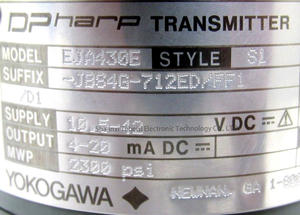 DPharp TRANSMITTER
MODEL EJA430E STYLE S1
SUFFIX -JBS4G-712ED/FF1
/D1
SUPPLY 10.5-42 V DC
OUTPUT 4-20 mA DC
MWP 2300 psi
YOKOGAWA NEWNAN, GA